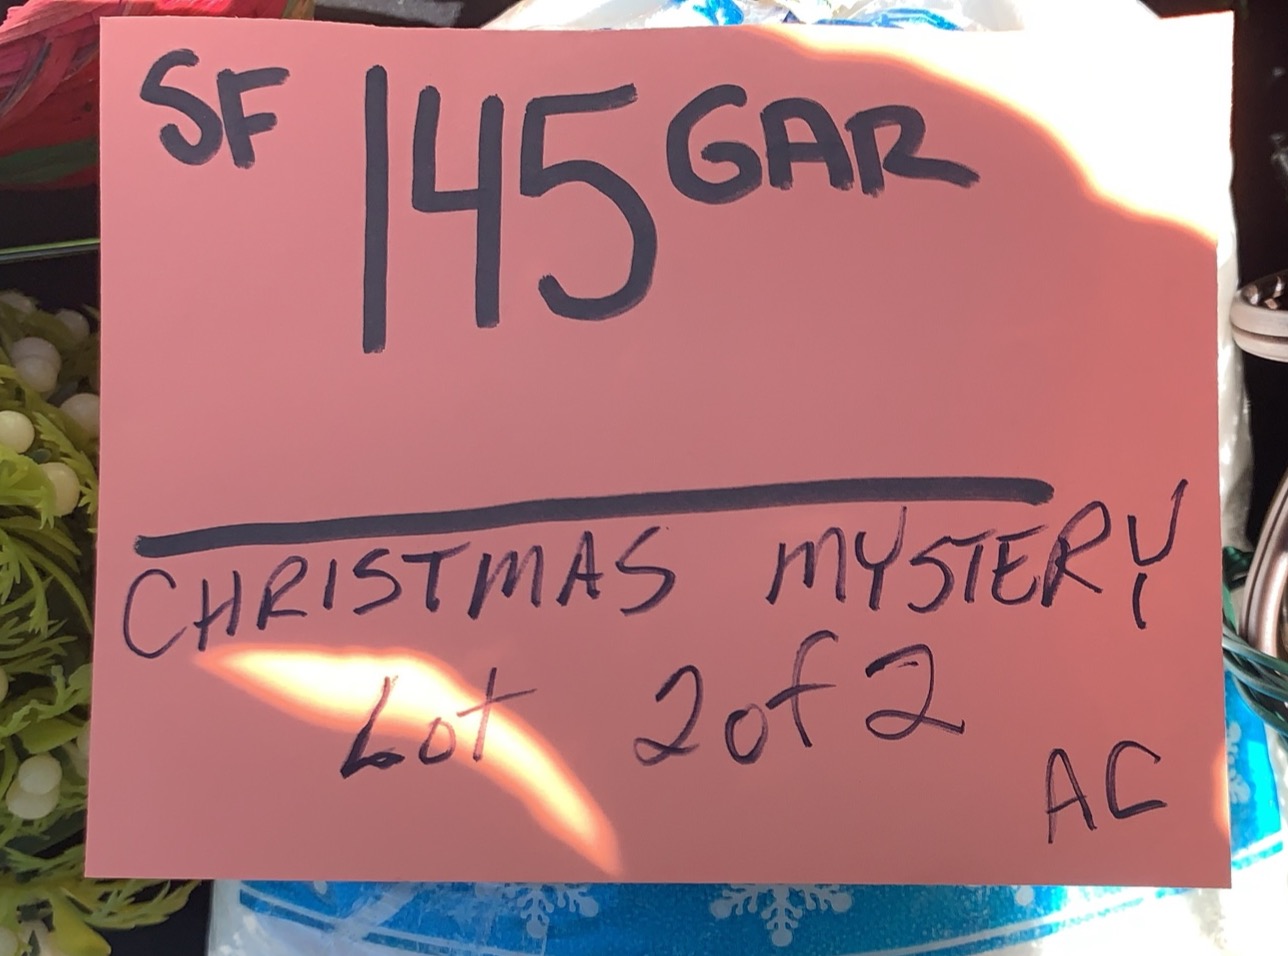 SF 145 GAR
CHRISTMAS MYSTERY
Lot 2 of 2
AC